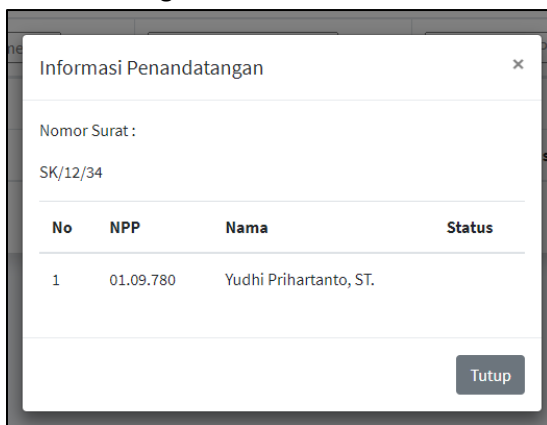 Informasi Penandatangan ×
Nomor Surat :
SK/12/34
No NPP Nama Status
1 01.09.780 Yudhi Prihartanto, ST.
Tutup